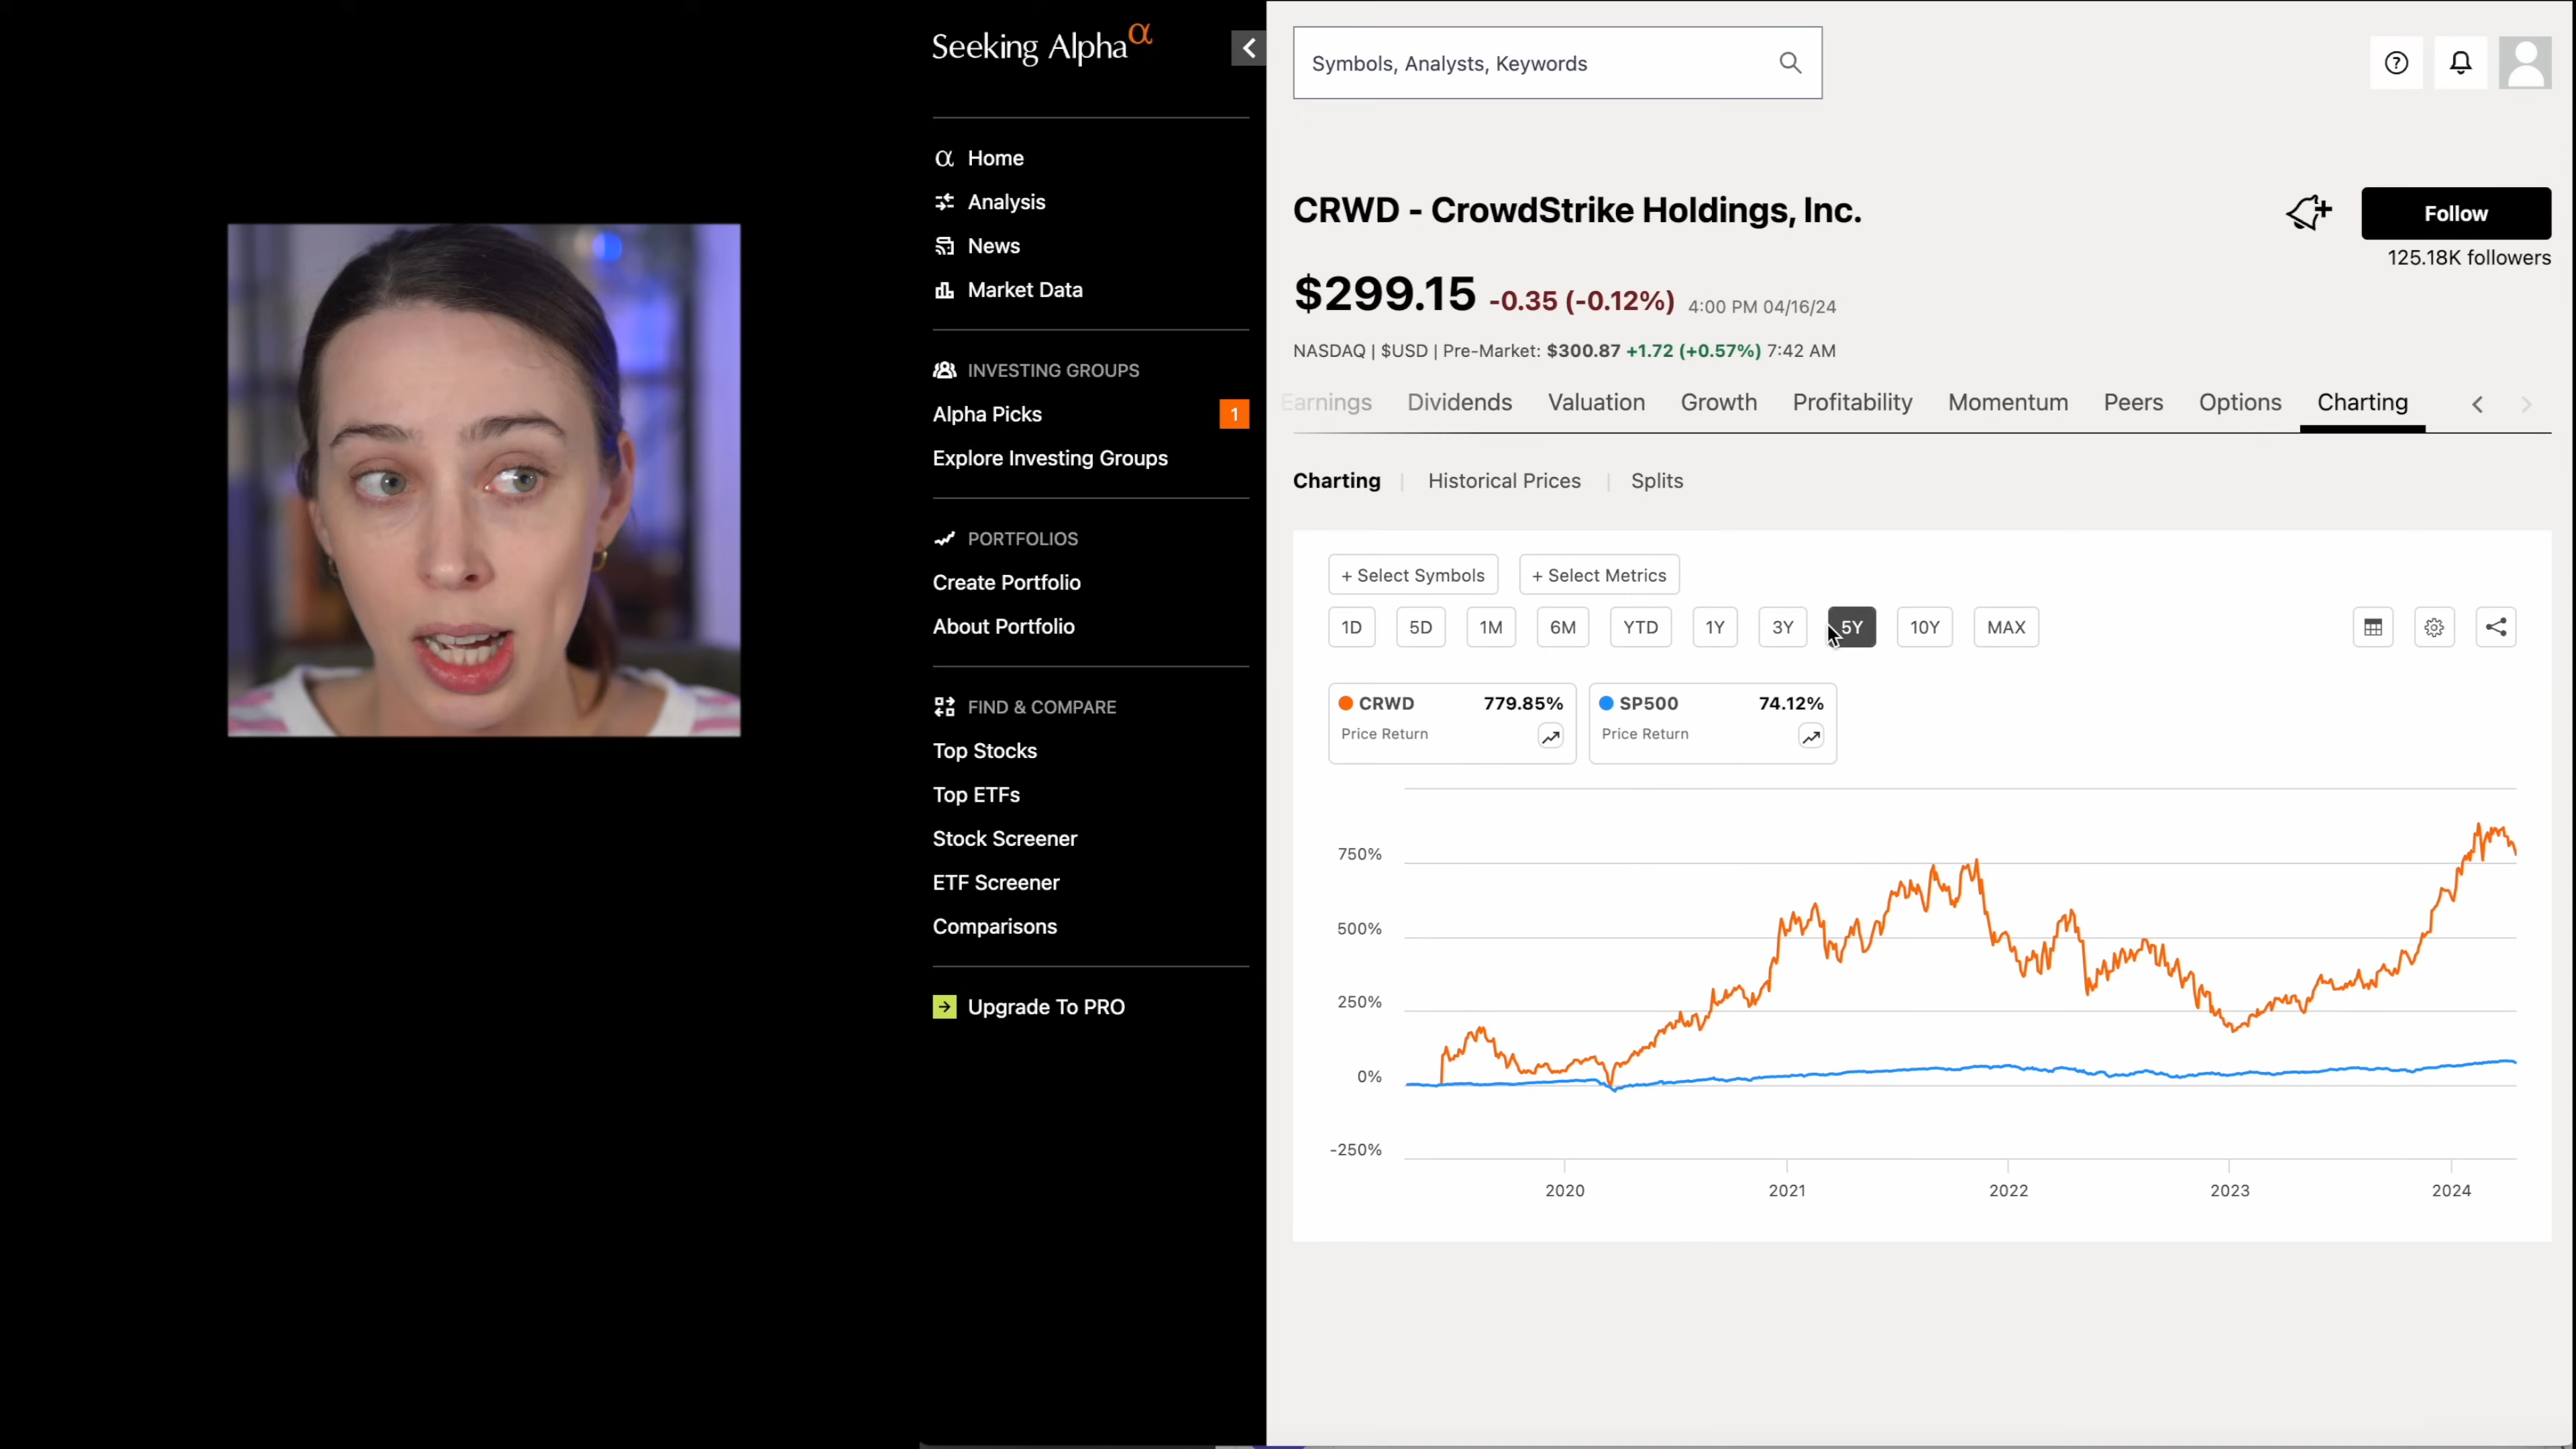 Seeking Alphaα
Home
Analysis
News
Market Data
INVESTING GROUPS
Alpha Picks 1
Explore Investing Groups
PORTFOLIOS
Create Portfolio
About Portfolio
FIND & COMPARE
Top Stocks
Top ETFs
Stock Screener
ETF Screener
Comparisons
Upgrade To PRO
Symbols, Analysts, Keywords
CRWD - CrowdStrike Holdings, Inc.
Follow
125.18K followers
$299.15 -0.35 (-0.12%) 4:00 PM 04/16/24
NASDAQ | $USD | Pre-Market: $300.87 +1.72 (+0.57%) 7:42 AM
Earnings Dividends Valuation Growth Profitability Momentum Peers Options Charting
Charting | Historical Prices | Splits
+ Select Symbols + Select Metrics
1D 5D 1M 6M YTD 1Y 3Y 5Y 10Y MAX
CRWD 779.85% SP500 74.12%
Price Return Price Return
750%
500%
250%
0%
-250%
2020 2021 2022 2023 2024